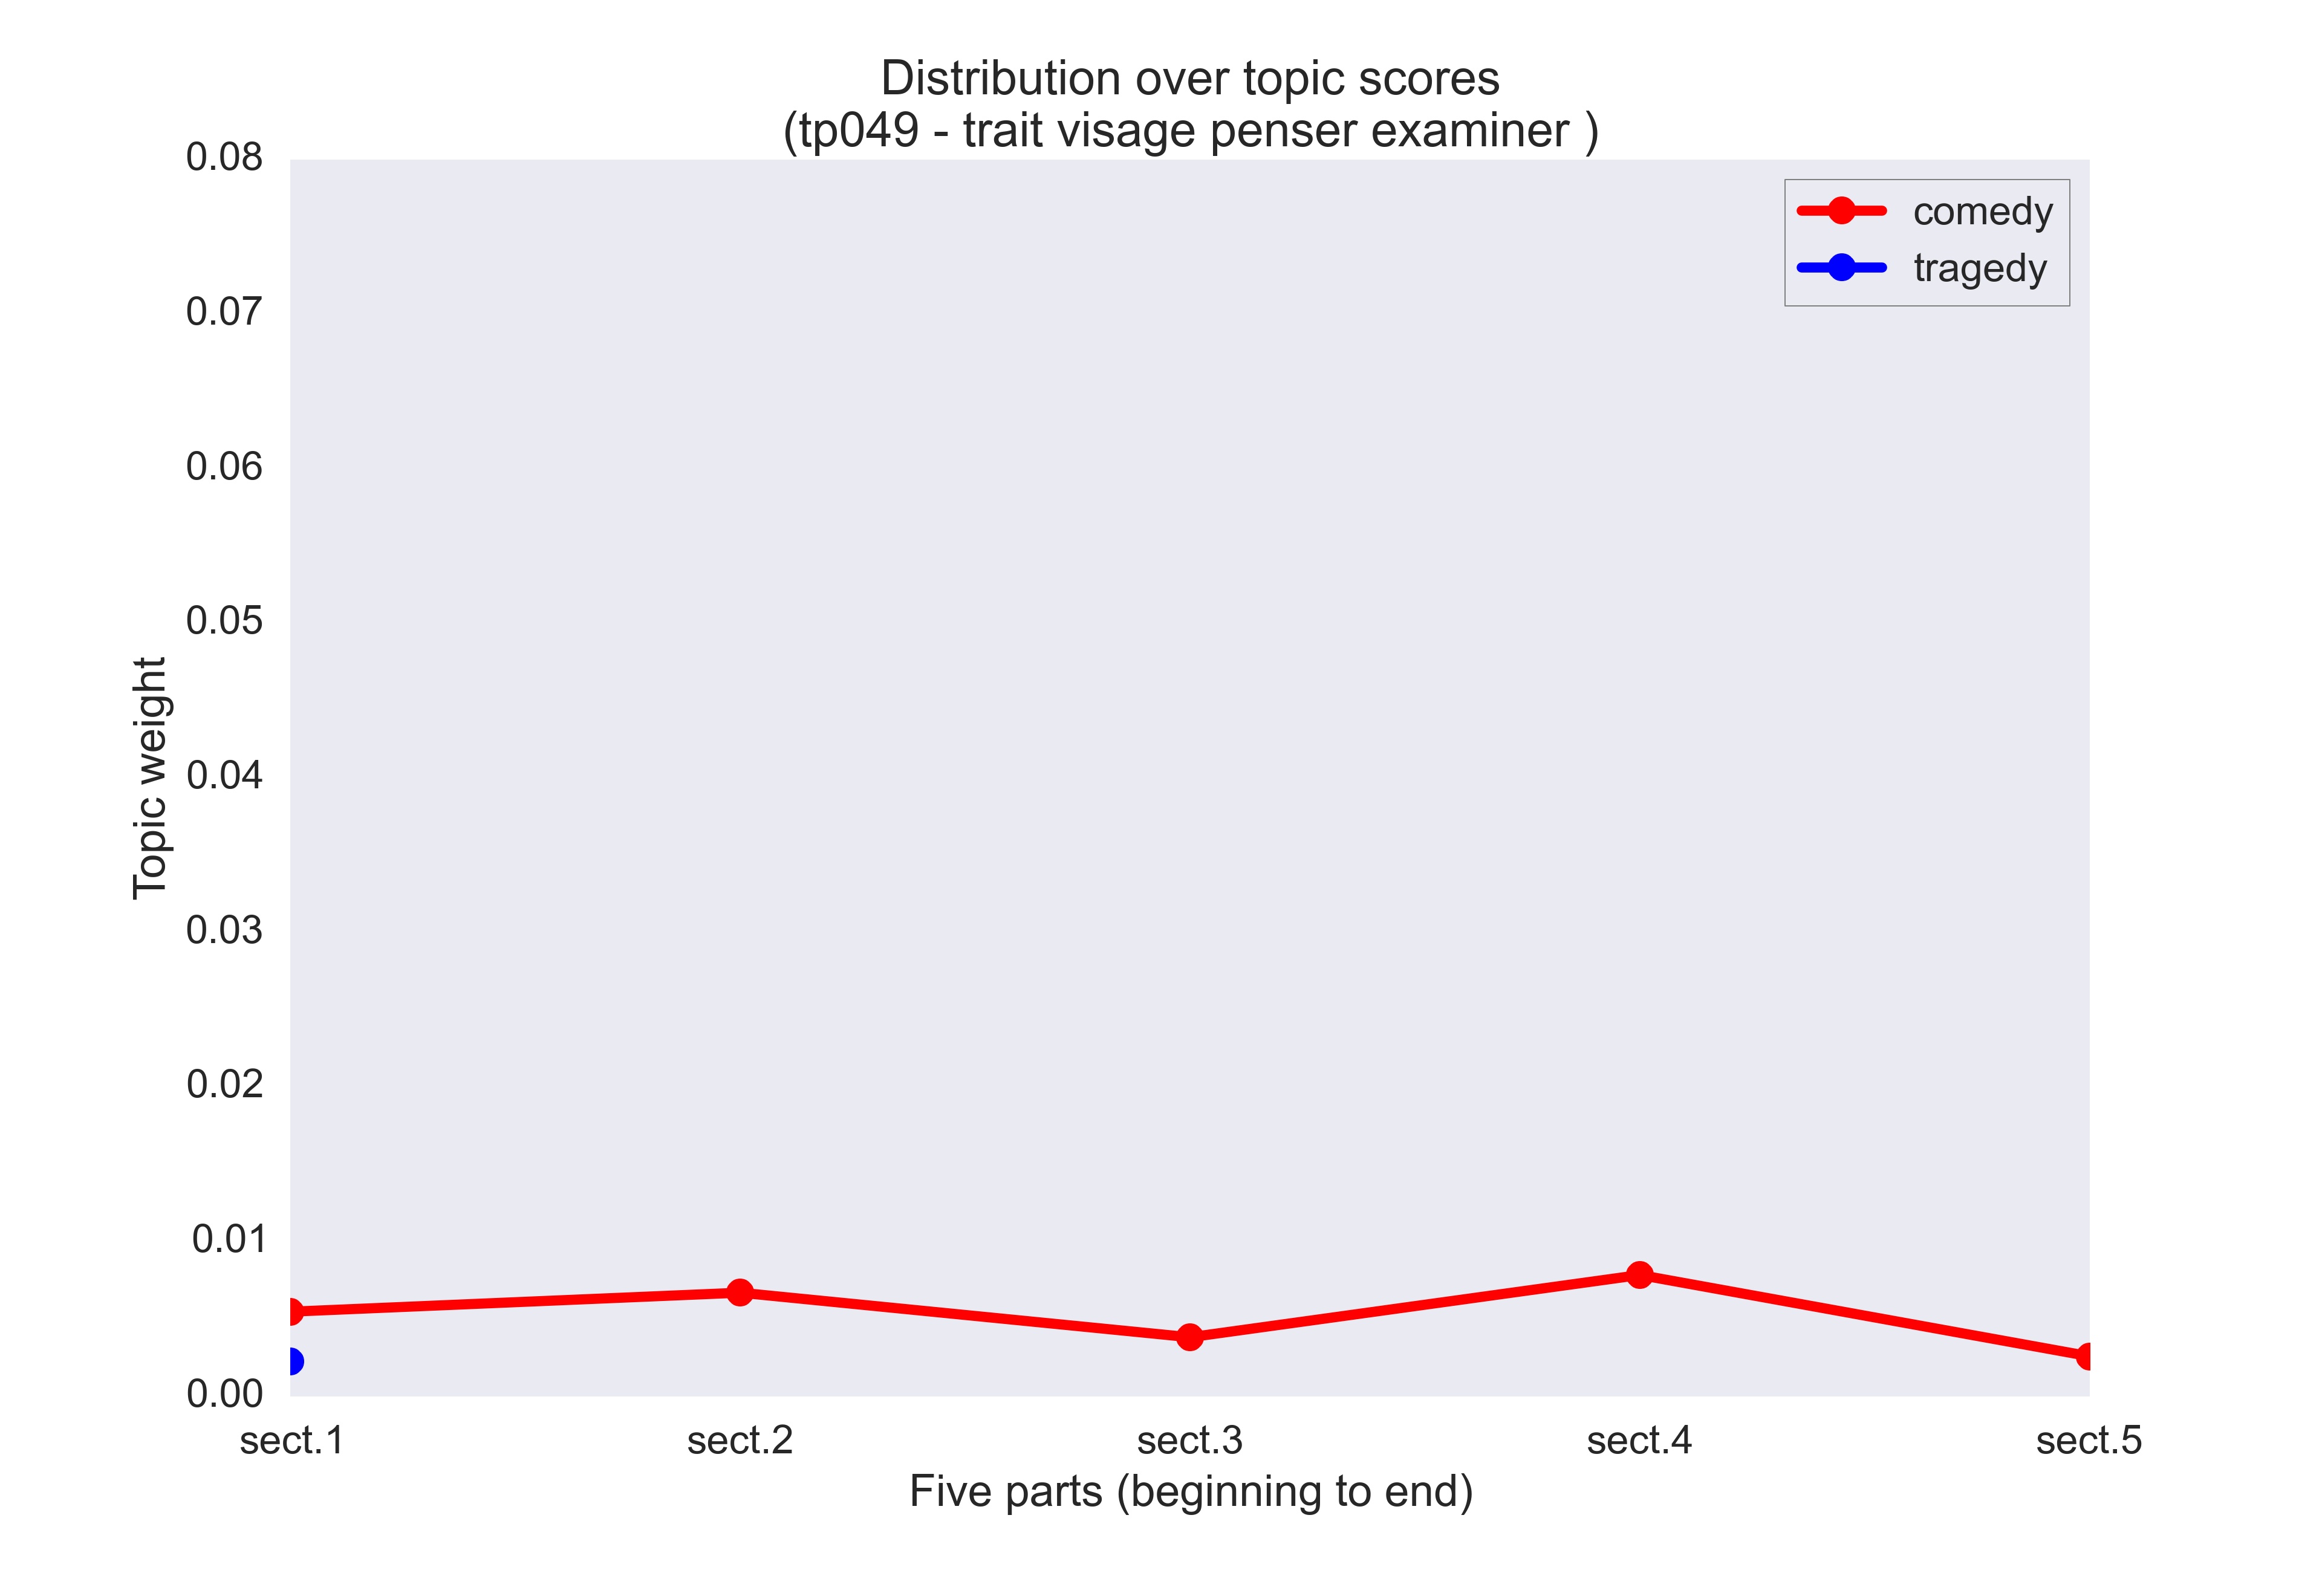 Distribution over topic scores
(tp049 - trait visage penser examiner )
comedy
tragedy
Topic weight
0.08
0.07
0.06
0.05
0.04
0.03
0.02
0.01
0.00
sect.1
sect.2
sect.3
sect.4
sect.5
Five parts (beginning to end)